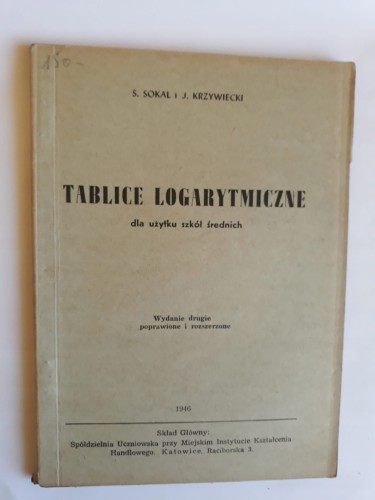 150-
S. SOKAL i J. KRZYWIECKI
TABLICE LOGARYTMICZNE
dla użytku szkół średnich
Wydanie drugie
poprawione i rozszerzone
1946
Skład Główny:
Spółdzielnia Uczniowska przy Miejskim Instytucie Kształcenia
Handlowego, Katowice, Raciborska 3.